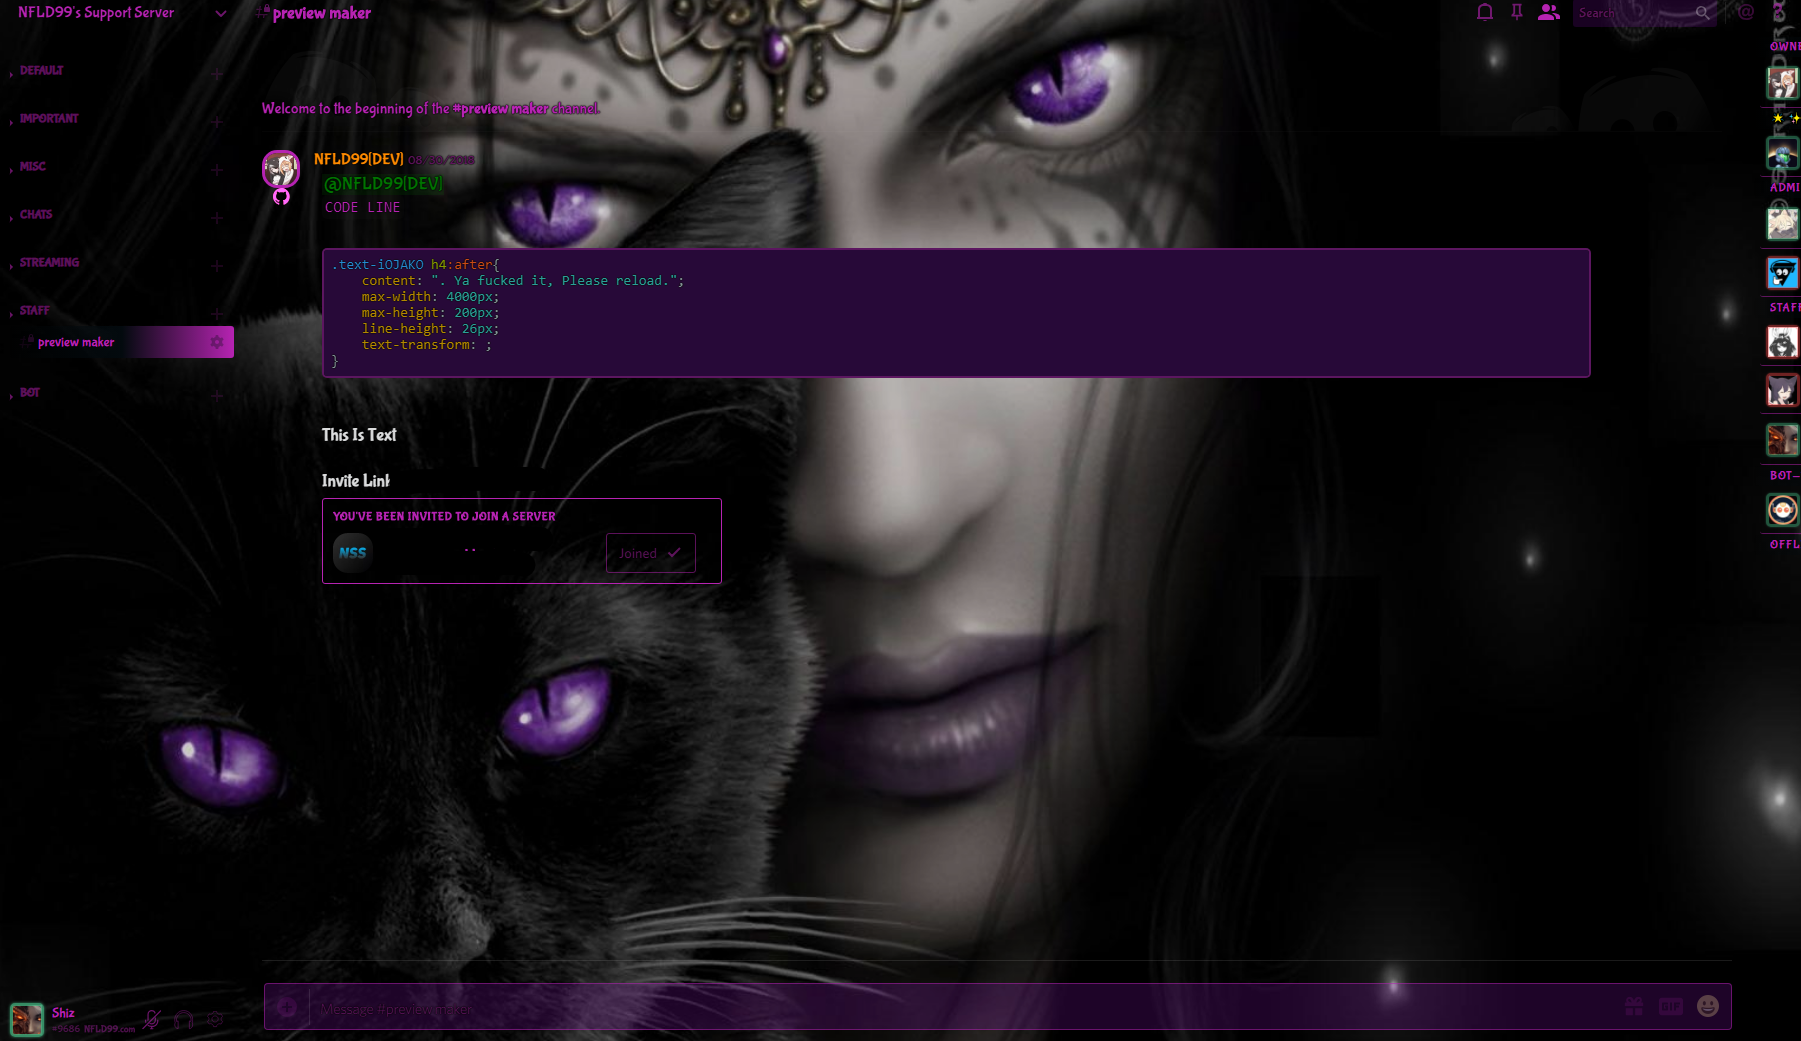 NFLD99's Support Server
preview maker
Search
DEFAULT
IMPORTANT
MISC
CHATS
STREAMING
STAFF
preview maker
BOT
Welcome to the beginning of the #preview maker channel.
NFLD99[DEV] 08/30/2018
@NFLD99[DEV]
CODE LINE
.text-iOJAKO h4:after{
content: ". Ya fucked it, Please reload.";
max-width: 4000px;
max-height: 200px;
line-height: 26px;
text-transform: ;
}
This Is Text
Invite Link
YOU'VE BEEN INVITED TO JOIN A SERVER
NSS
Joined
OWNE
ADMI
STAFF
BOT—
OFFL
Shiz
#9686 NFLD99.com
Message #preview maker
GIF